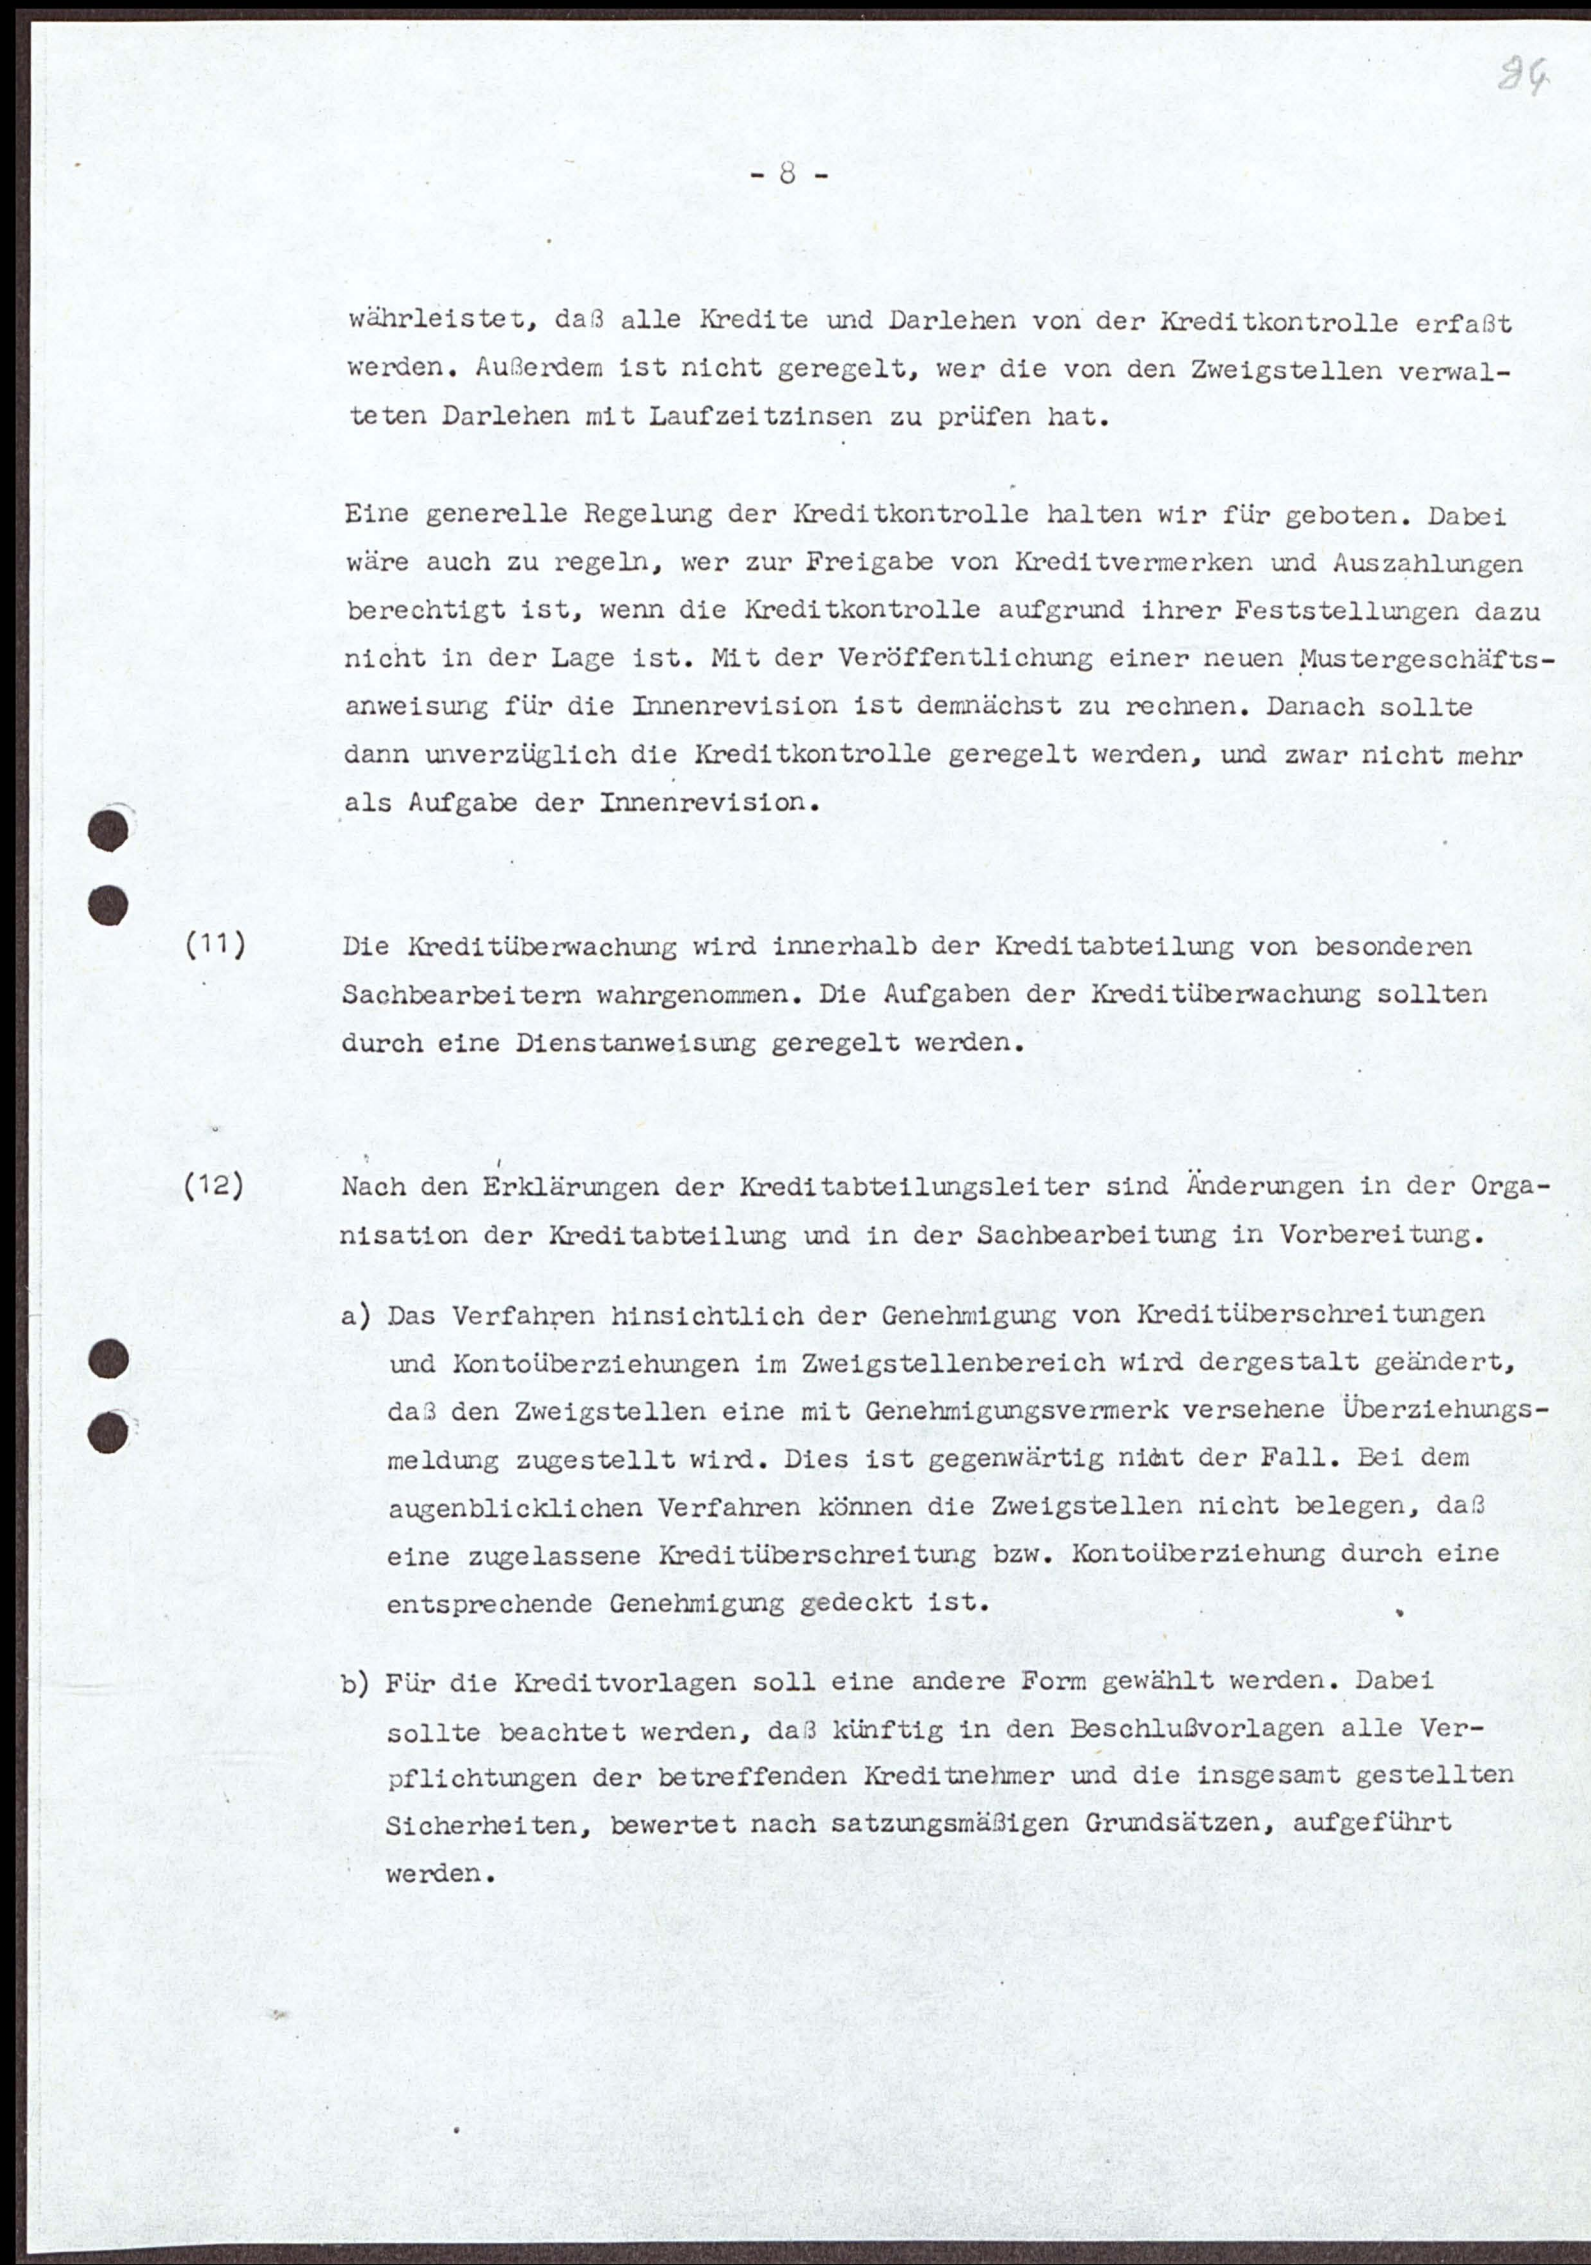 84
- 8 -
währleistet, daß alle Kredite und Darlehen von der Kreditkontrolle erfaßt
werden. Außerdem ist nicht geregelt, wer die von den Zweigstellen verwal-
teten Darlehen mit Laufzeitzinsen zu prüfen hat.
Eine generelle Regelung der Kreditkontrolle halten wir für geboten. Dabei
wäre auch zu regeln, wer zur Freigabe von Kreditvermerken und Auszahlungen
berechtigt ist, wenn die Kreditkontrolle aufgrund ihrer Feststellungen dazu
nicht in der Lage ist. Mit der Veröffentlichung einer neuen Mustergeschäfts-
anweisung für die Innenrevision ist demnächst zu rechnen. Danach sollte
dann unverzüglich die Kreditkontrolle geregelt werden, und zwar nicht mehr
als Aufgabe der Innenrevision.
(11) Die Kreditüberwachung wird innerhalb der Kreditabteilung von besonderen
Sachbearbeitern wahrgenommen. Die Aufgaben der Kreditüberwachung sollten
durch eine Dienstanweisung geregelt werden.
(12) Nach den Erklärungen der Kreditabteilungsleiter sind Änderungen in der Orga-
nisation der Kreditabteilung und in der Sachbearbeitung in Vorbereitung.
a) Das Verfahren hinsichtlich der Genehmigung von Kreditüberschreitungen
und Kontoüberziehungen im Zweigstellenbereich wird dergestalt geändert,
daß den Zweigstellen eine mit Genehmigungsvermerk versehene Überziehungs-
meldung zugestellt wird. Dies ist gegenwärtig nicht der Fall. Bei dem
augenblicklichen Verfahren können die Zweigstellen nicht belegen, daß
eine zugelassene Kreditüberschreitung bzw. Kontoüberziehung durch eine
entsprechende Genehmigung gedeckt ist.
b) Für die Kreditvorlagen soll eine andere Form gewählt werden. Dabei
sollte beachtet werden, daß künftig in den Beschlußvorlagen alle Ver-
pflichtungen der betreffenden Kreditnehmer und die insgesamt gestellten
Sicherheiten, bewertet nach satzungsmäßigen Grundsätzen, aufgeführt
werden.